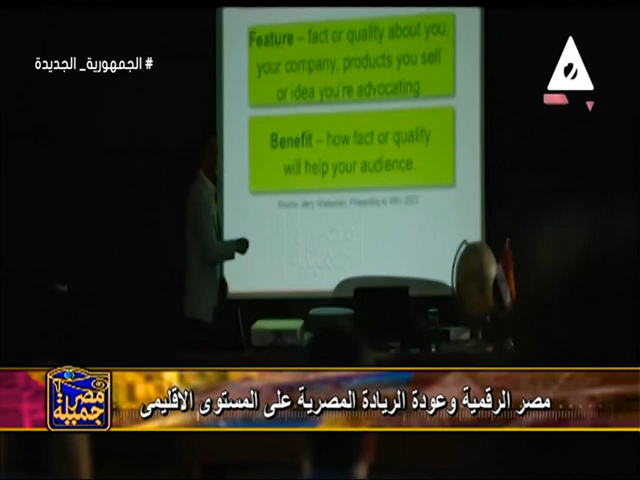 #الجمهورية_الجديدة
Feature – fact or quality about you,
your company, products you sell
or idea you're advocating.
Benefit – how fact or quality
will help your audience.
مصر
جميلة
مصر الرقمية وعودة الريادة المصرية على المستوى الاقليمى